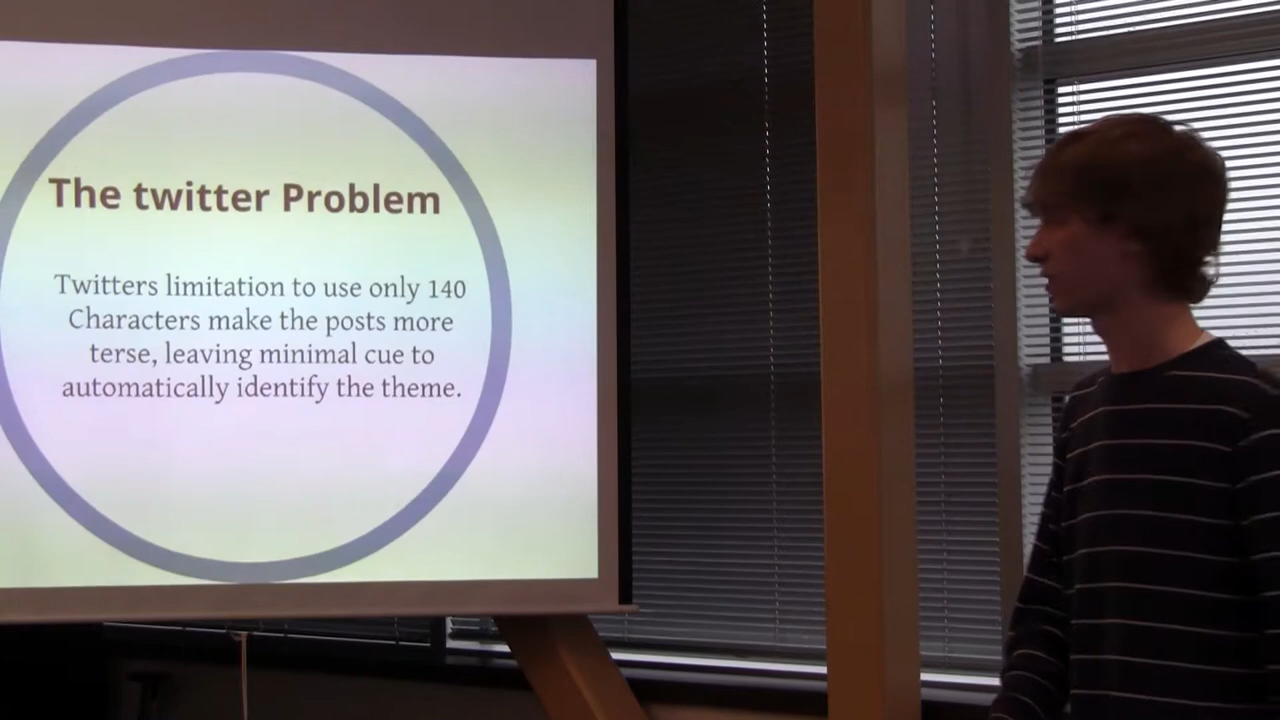 The twitter Problem
Twitters limitation to use only 140
Characters make the posts more
terse, leaving minimal cue to
automatically identify the theme.